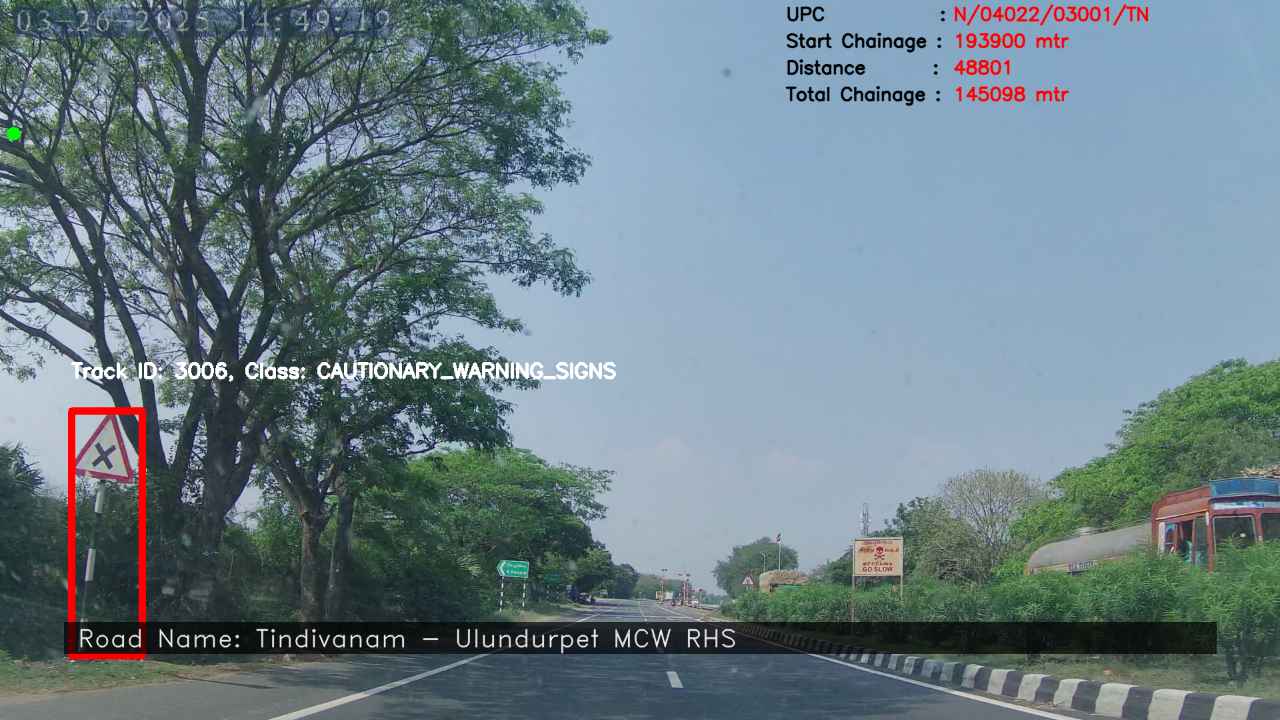 03-26-2025 14:49:19
UPC : N/04022/03001/TN
Start Chainage : 193900 mtr
Distance : 48801
Total Chainage : 145098 mtr
Track ID: 3006, Class: CAUTIONARY_WARNING_SIGNS
GO SLOW
Road Name: Tindivanam - Ulundurpet MCW RHS